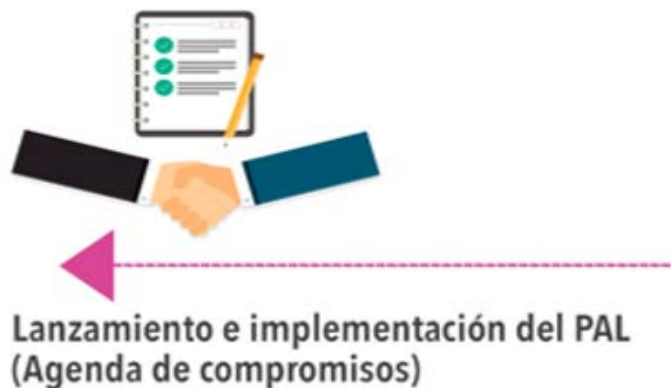 Lanzamiento e implementación del PAL
(Agenda de compromisos)